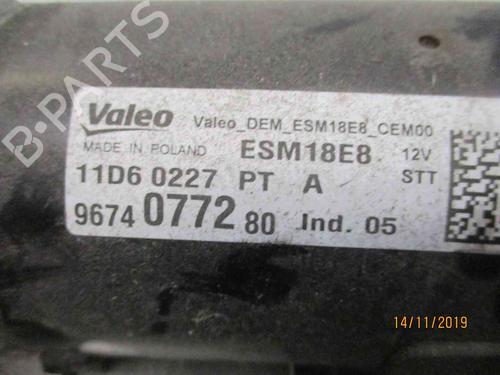 B-PARTS
Valeo Valeo_DEM_ESM18E8_CEM00
MADE IN POLAND ESM18E8 12V
11D6 0227 PT A STT
9674 0772 80 Ind. 05
14/11/2019